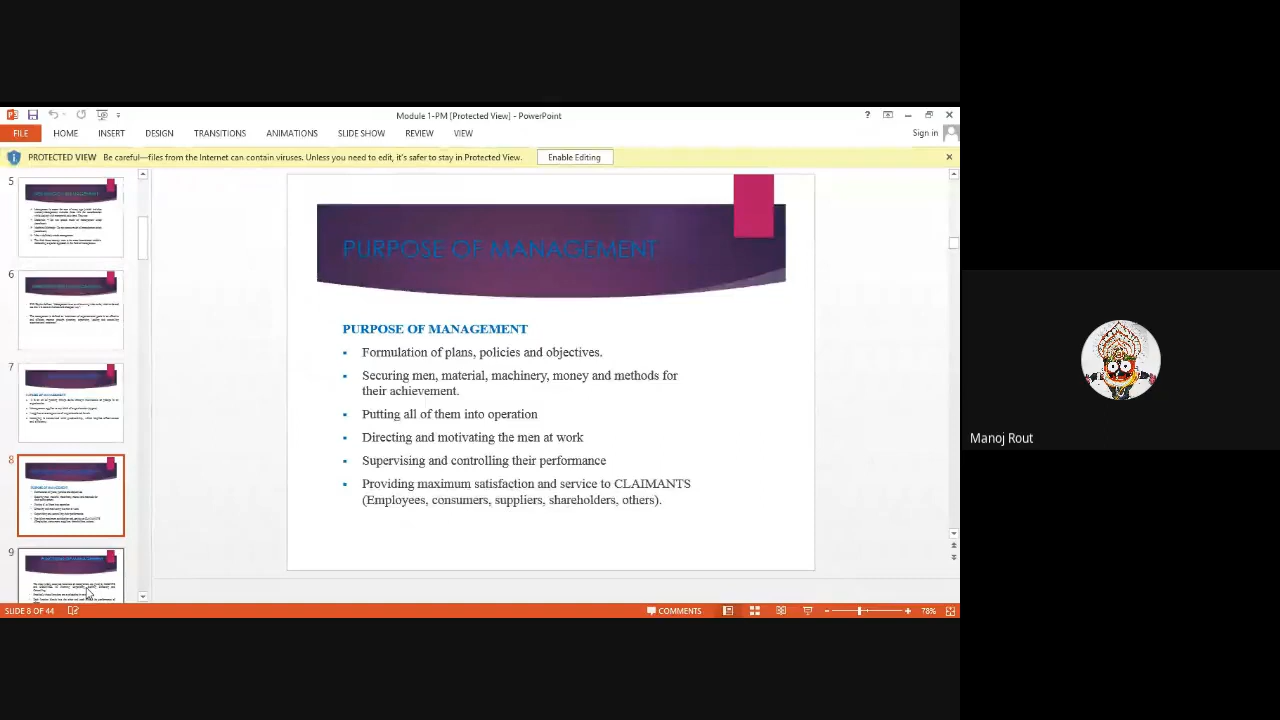 Module 1-PM [Protected View] - PowerPoint
FILE HOME INSERT DESIGN TRANSITIONS ANIMATIONS SLIDE SHOW REVIEW VIEW Sign in
PROTECTED VIEW Be careful—files from the Internet can contain viruses. Unless you need to edit, it's safer to stay in Protected View. Enable Editing
5
6
7
8
9
PURPOSE OF MANAGEMENT
PURPOSE OF MANAGEMENT
▪ Formulation of plans, policies and objectives.
▪ Securing men, material, machinery, money and methods for
their achievement.
▪ Putting all of them into operation
▪ Directing and motivating the men at work
▪ Supervising and controlling their performance
▪ Providing maximum satisfaction and service to CLAIMANTS
(Employees, consumers, suppliers, shareholders, others).
SLIDE 8 OF 44 COMMENTS 78%
Manoj Rout